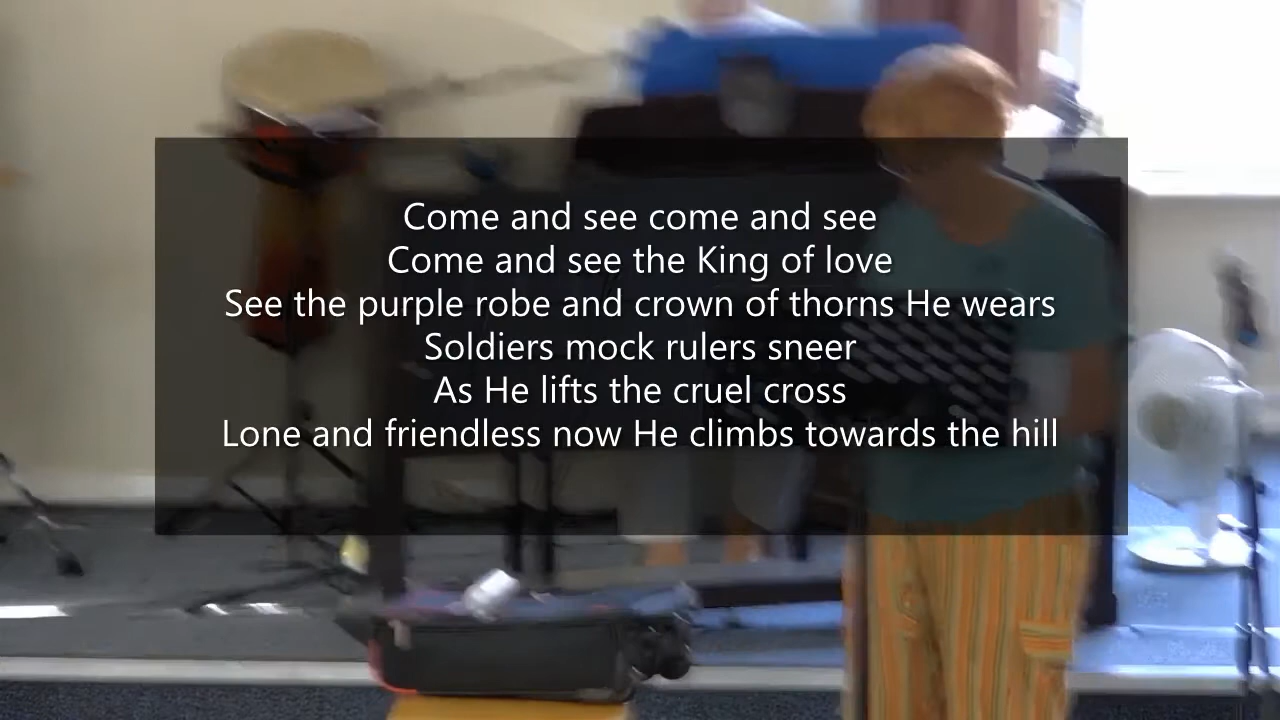 Come and see come and see
Come and see the King of love
See the purple robe and crown of thorns He wears
Soldiers mock rulers sneer
As He lifts the cruel cross
Lone and friendless now He climbs towards the hill